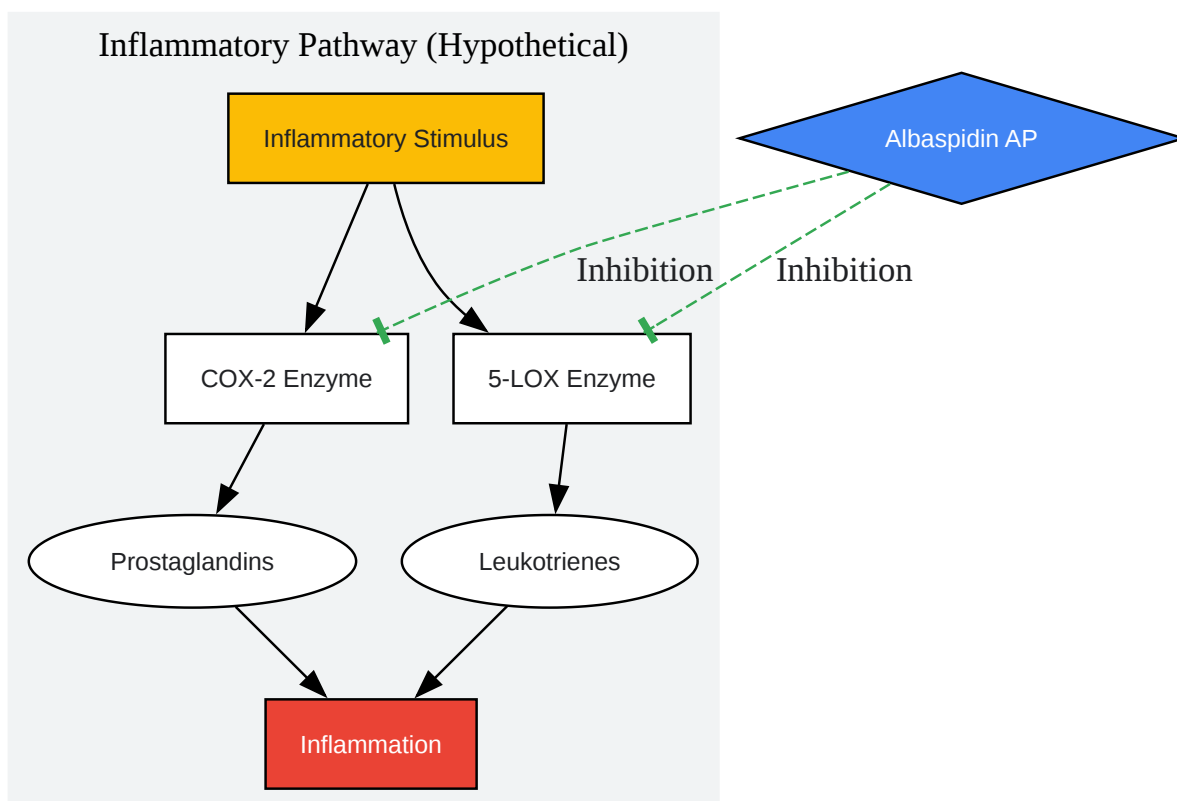 Inflammatory Pathway (Hypothetical)
Inflammatory Stimulus
Albaspidin AP
Inhibition
Inhibition
COX-2 Enzyme
5-LOX Enzyme
Prostaglandins
Leukotrienes
Inflammation